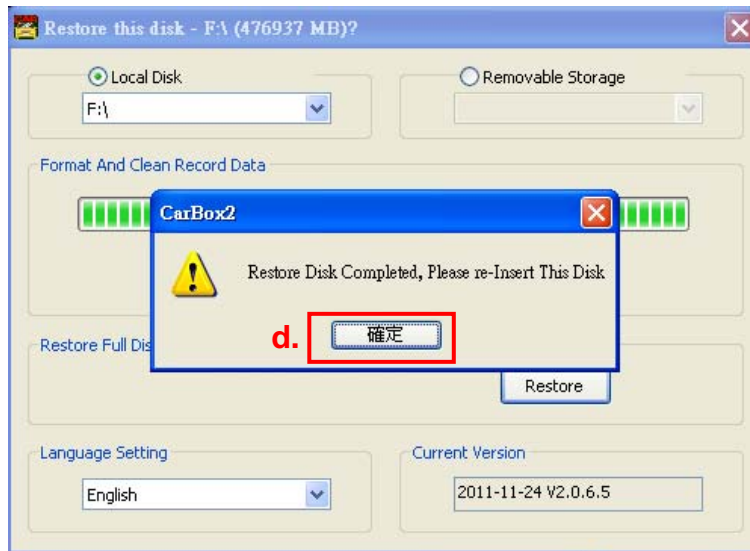 Restore this disk - F:\ (476937 MB)?
Local Disk
Removable Storage
F:\
Format And Clean Record Data
CarBox2
Restore Disk Completed, Please re-Insert This Disk
d.
確定
Restore Full Dis
Restore
Language Setting
Current Version
English
2011-11-24 V2.0.6.5